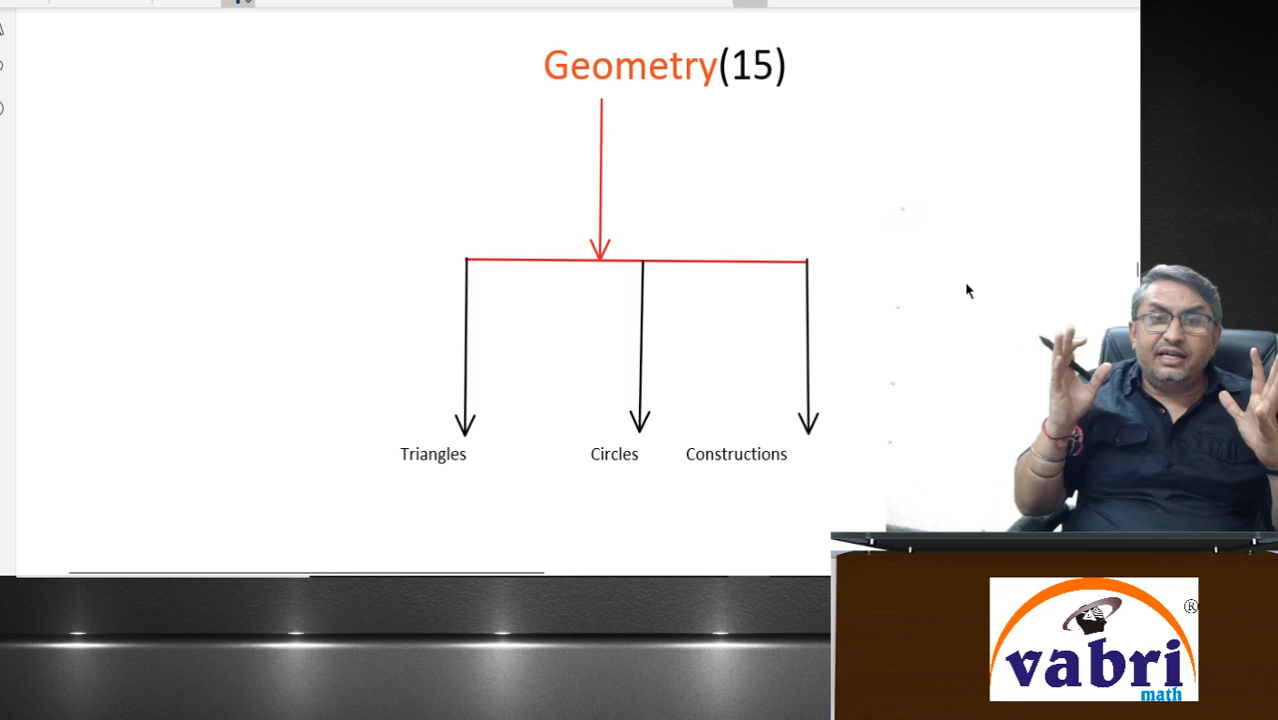 Geometry(15)
Triangles
Circles
Constructions
®
vabri
math